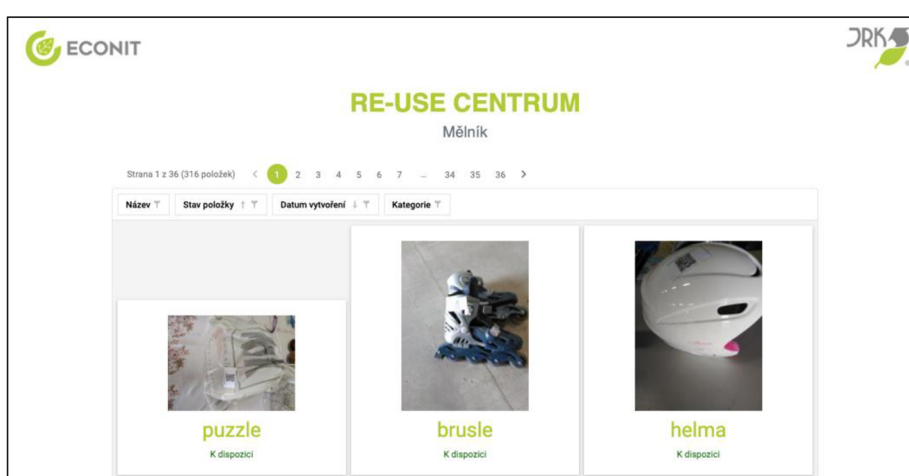 ECONIT
JRK
RE-USE CENTRUM
Mělník
Strana 1 z 36 (316 položek) < 1 2 3 4 5 6 7 ... 34 35 36 >
Název Stav položky ↑ Datum vytvoření ↓ Kategorie
puzzle
K dispozici
brusle
K dispozici
helma
K dispozici